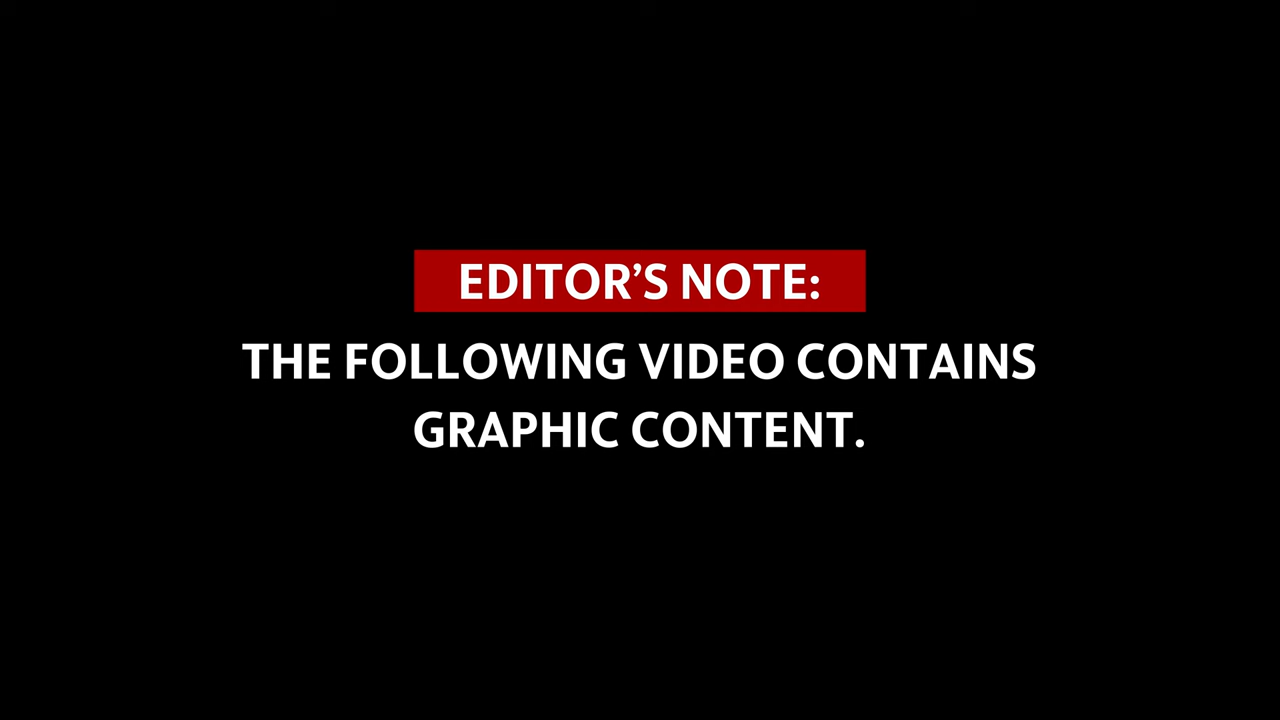 EDITOR’S NOTE:
THE FOLLOWING VIDEO CONTAINS
GRAPHIC CONTENT.